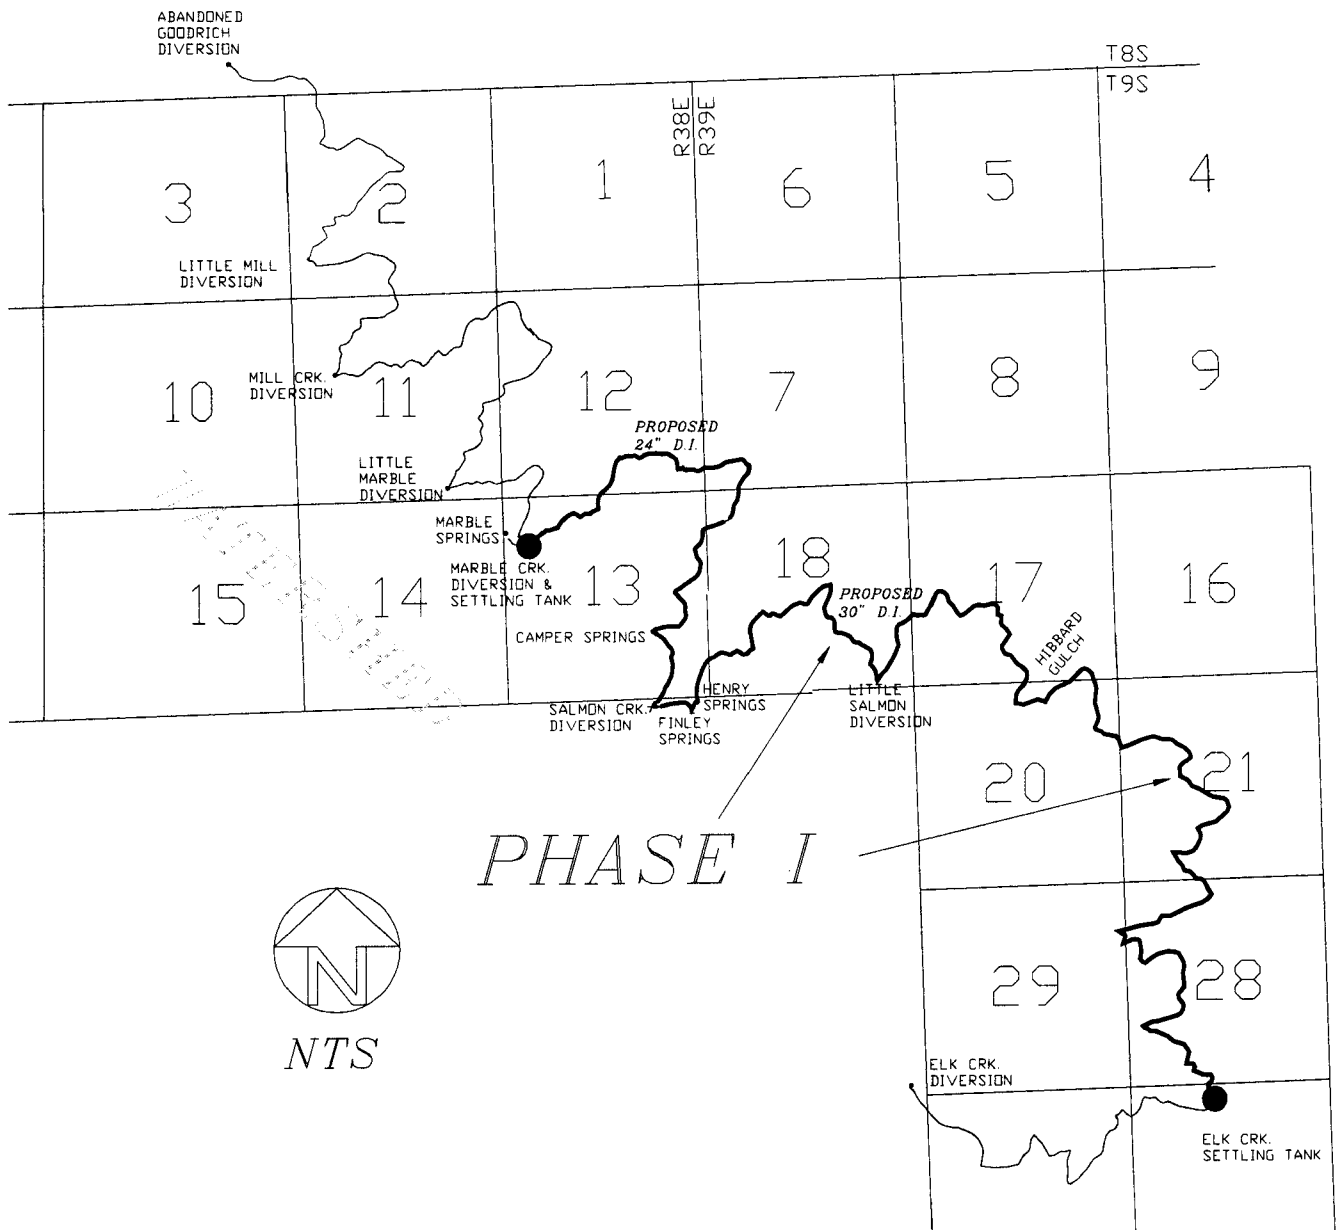 ABANDONED
GOODRICH
DIVERSION
T8S
T9S
R38E
R39E
3
2
1
6
5
4
LITTLE MILL
DIVERSION
MILL CRK.
DIVERSION
10
11
12
7
8
9
PROPOSED
24" D.I.
LITTLE
MARBLE
DIVERSION
MARBLE
SPRINGS
MARBLE CRK.
DIVERSION &
SETTLING TANK
WATERSHED
15
14
13
18
17
16
PROPOSED
30" D.I.
CAMPER SPRINGS
HIBBARD
GULCH
SALMON CRK.
DIVERSION
FINLEY
SPRINGS
HENRY
SPRINGS
LITTLE
SALMON
DIVERSION
20
21
PHASE I
N
NTS
29
28
ELK CRK.
DIVERSION
ELK CRK.
SETTLING TANK